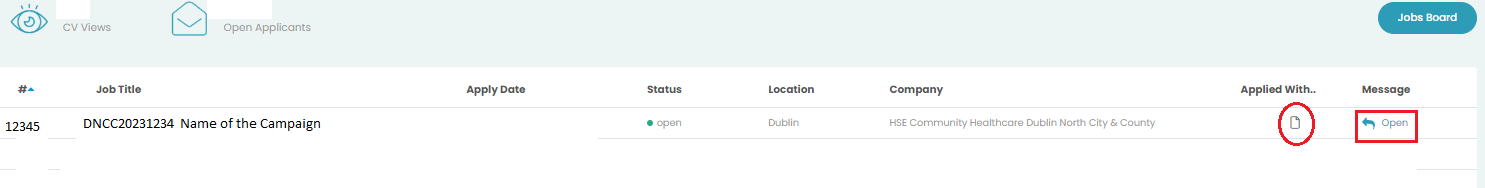 CV Views
Open Applicants
Jobs Board
# Job Title Apply Date Status Location Company Applied With.. Message
12345 DNCC20231234 Name of the Campaign open Dublin HSE Community Healthcare Dublin North City & County Open